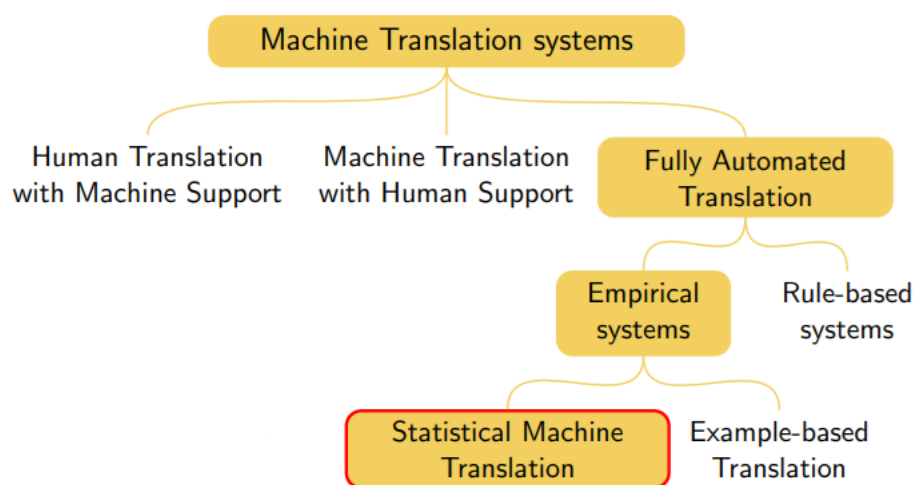 Machine Translation systems
Human Translation
with Machine Support
Machine Translation
with Human Support
Fully Automated
Translation
Empirical
systems
Rule-based
systems
Statistical Machine
Translation
Example-based
Translation